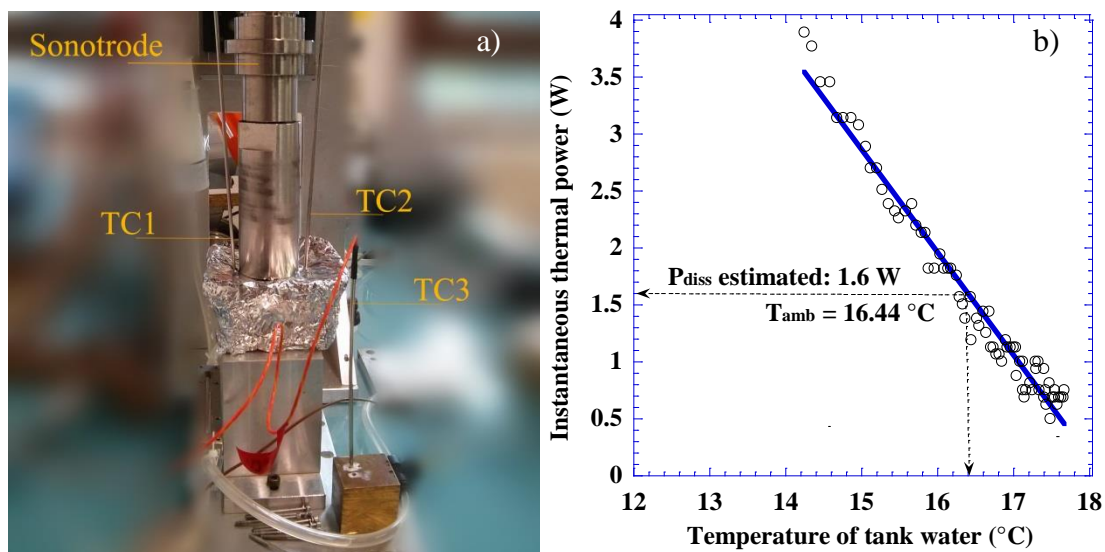 a)
Sonotrode
TC1
TC2
TC3
b)
Instantaneous thermal power (W)
4
3.5
3
2.5
2
1.5
1
0.5
0
Pdiss estimated: 1.6 W
Tamb = 16.44 °C
12 13 14 15 16 17 18
Temperature of tank water (°C)